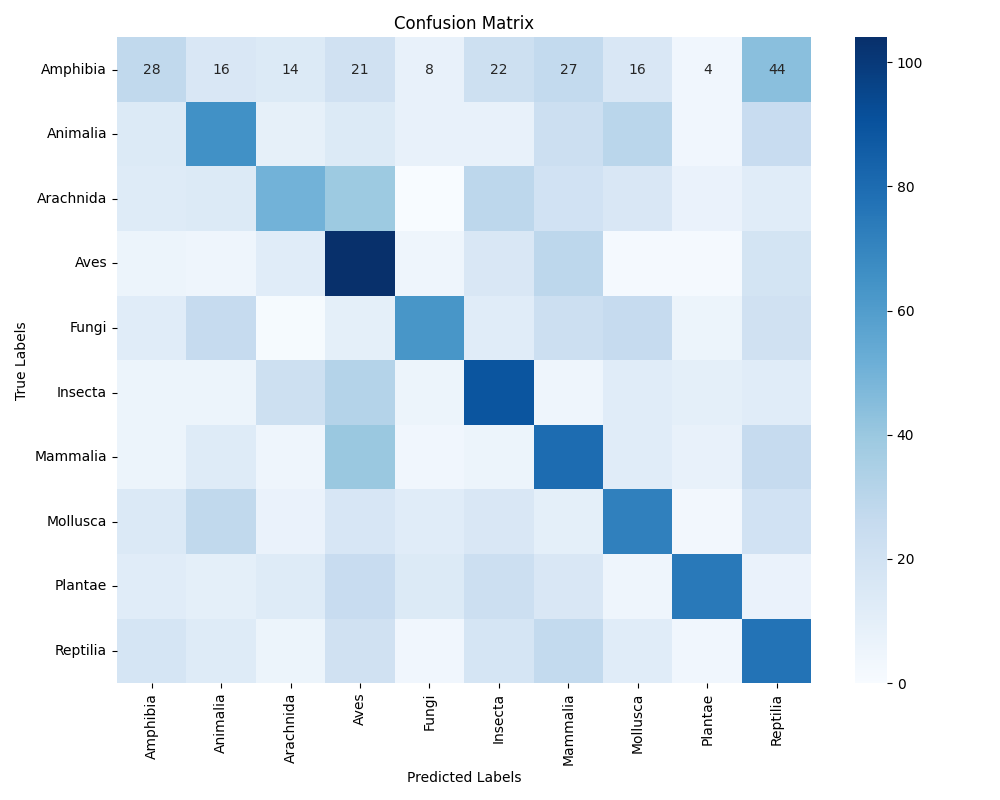 Confusion Matrix
True Labels
Amphibia 28 16 14 21 8 22 27 16 4 44
Animalia
Arachnida
Aves
Fungi
Insecta
Mammalia
Mollusca
Plantae
Reptilia
Amphibia Animalia Arachnida Aves Fungi Insecta Mammalia Mollusca Plantae Reptilia
Predicted Labels
100
80
60
40
20
0